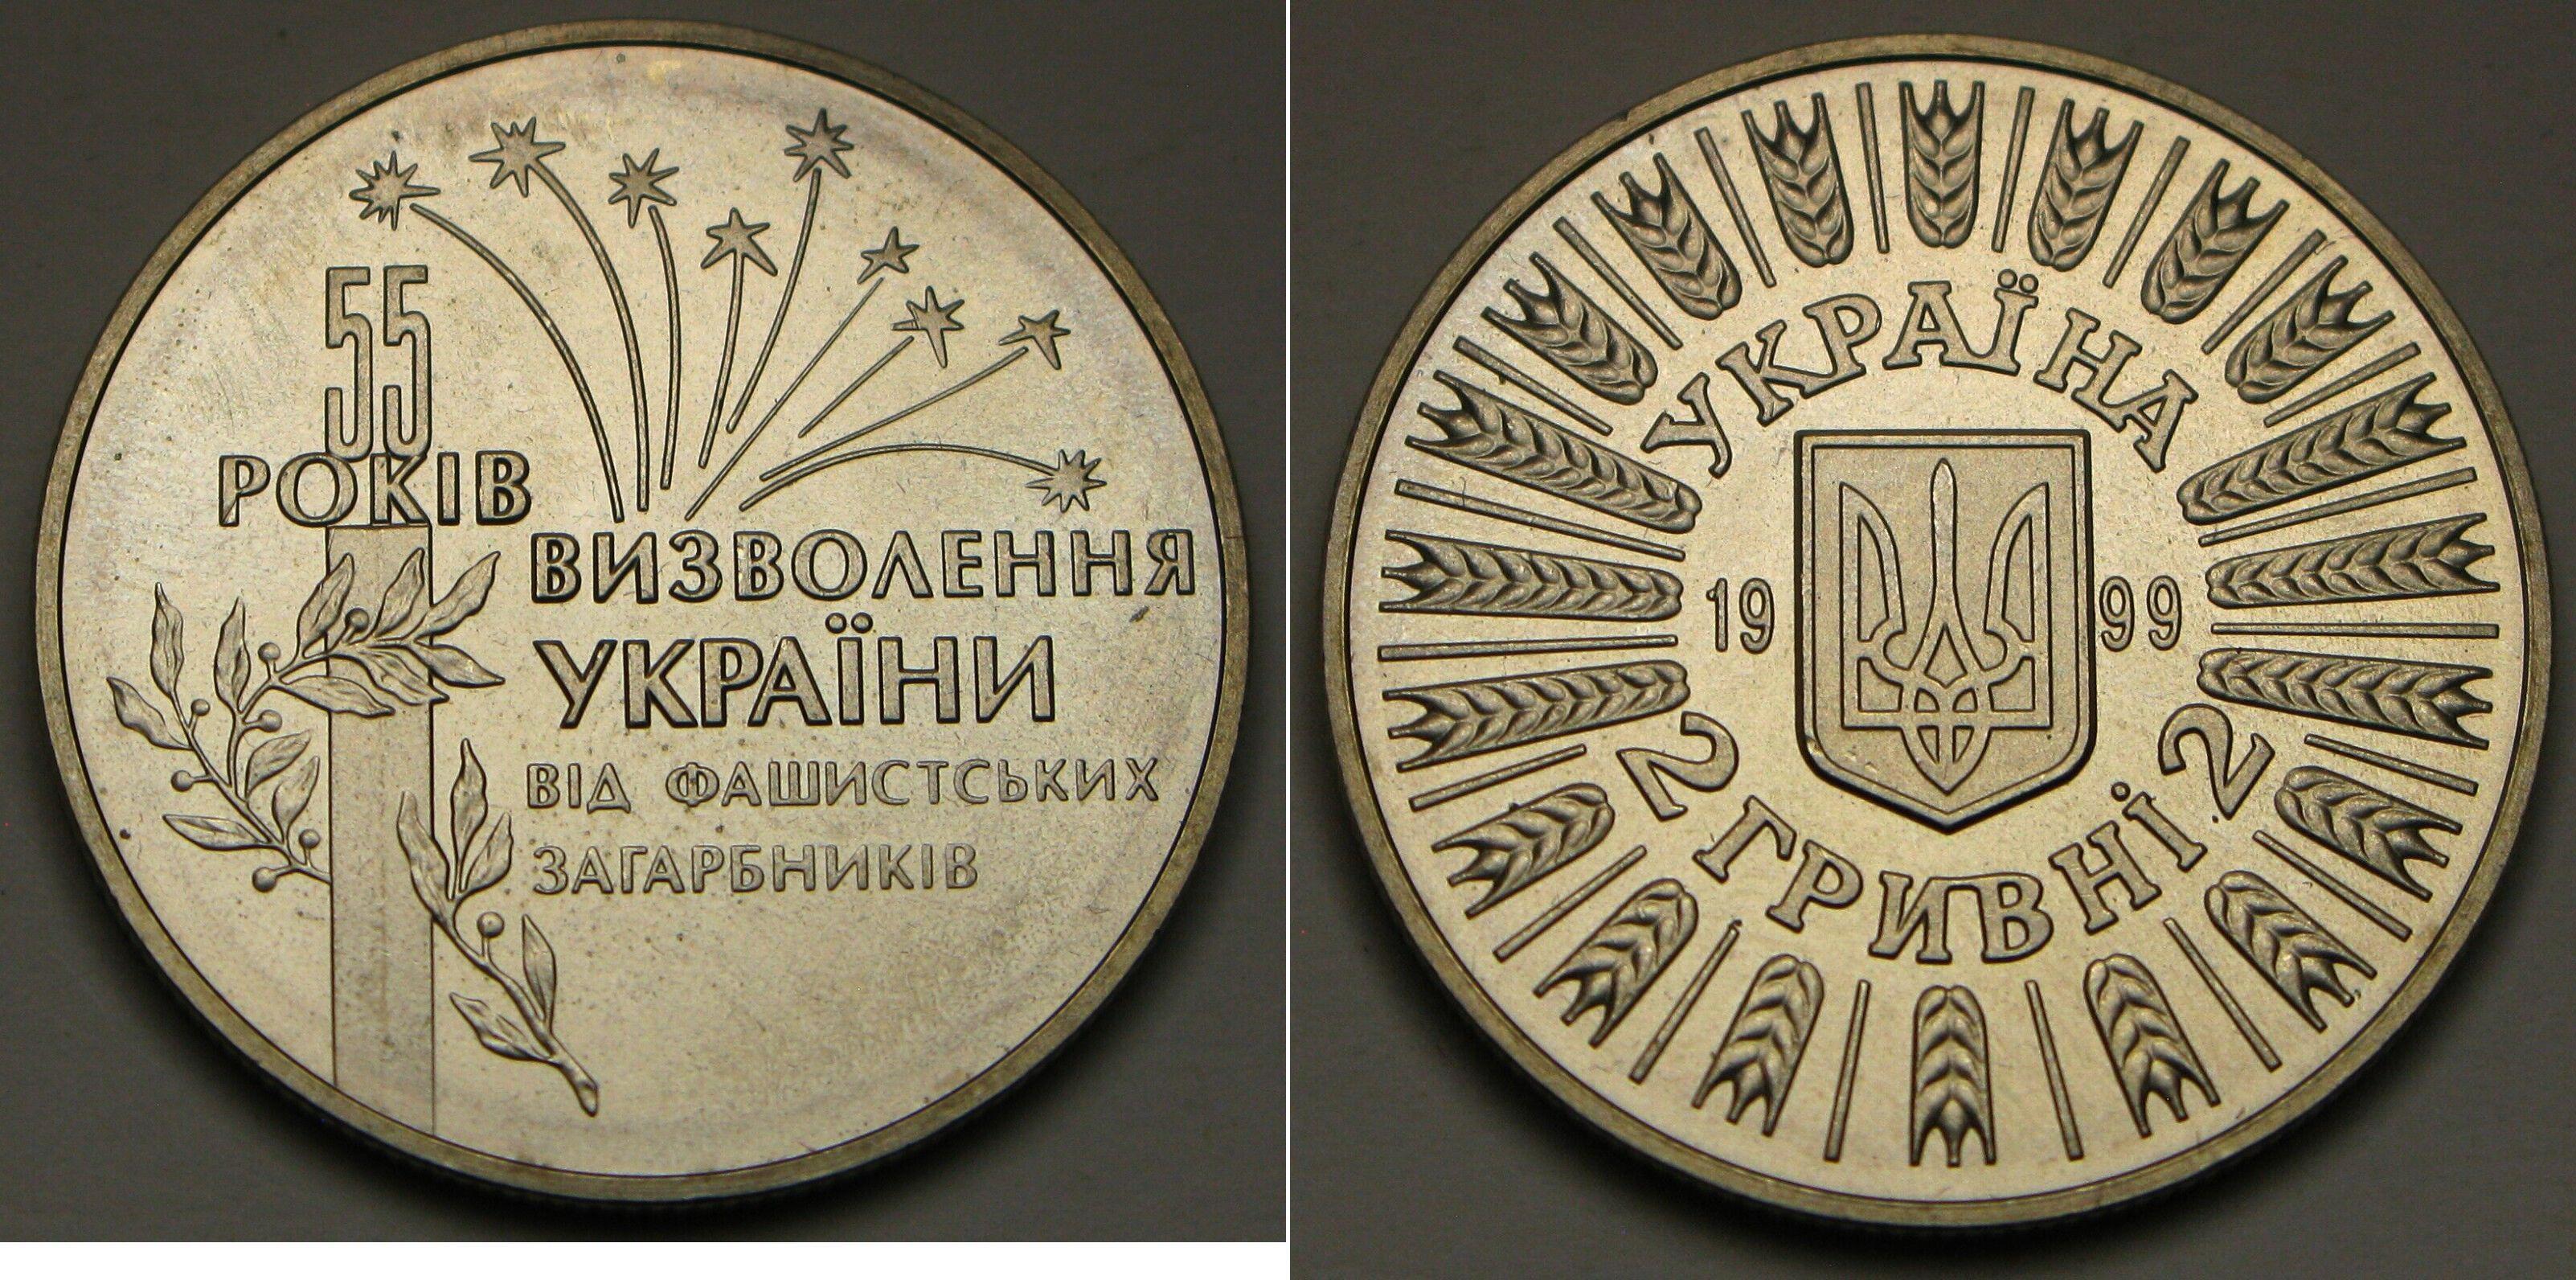 55
РОКІВ
ВИЗВОЛЕННЯ
УКРАЇНИ
ВІД ФАШИСТСЬКИХ
ЗАГАРБНИКІВ
УКРАЇНА
19 99
2 ГРИВНІ 2